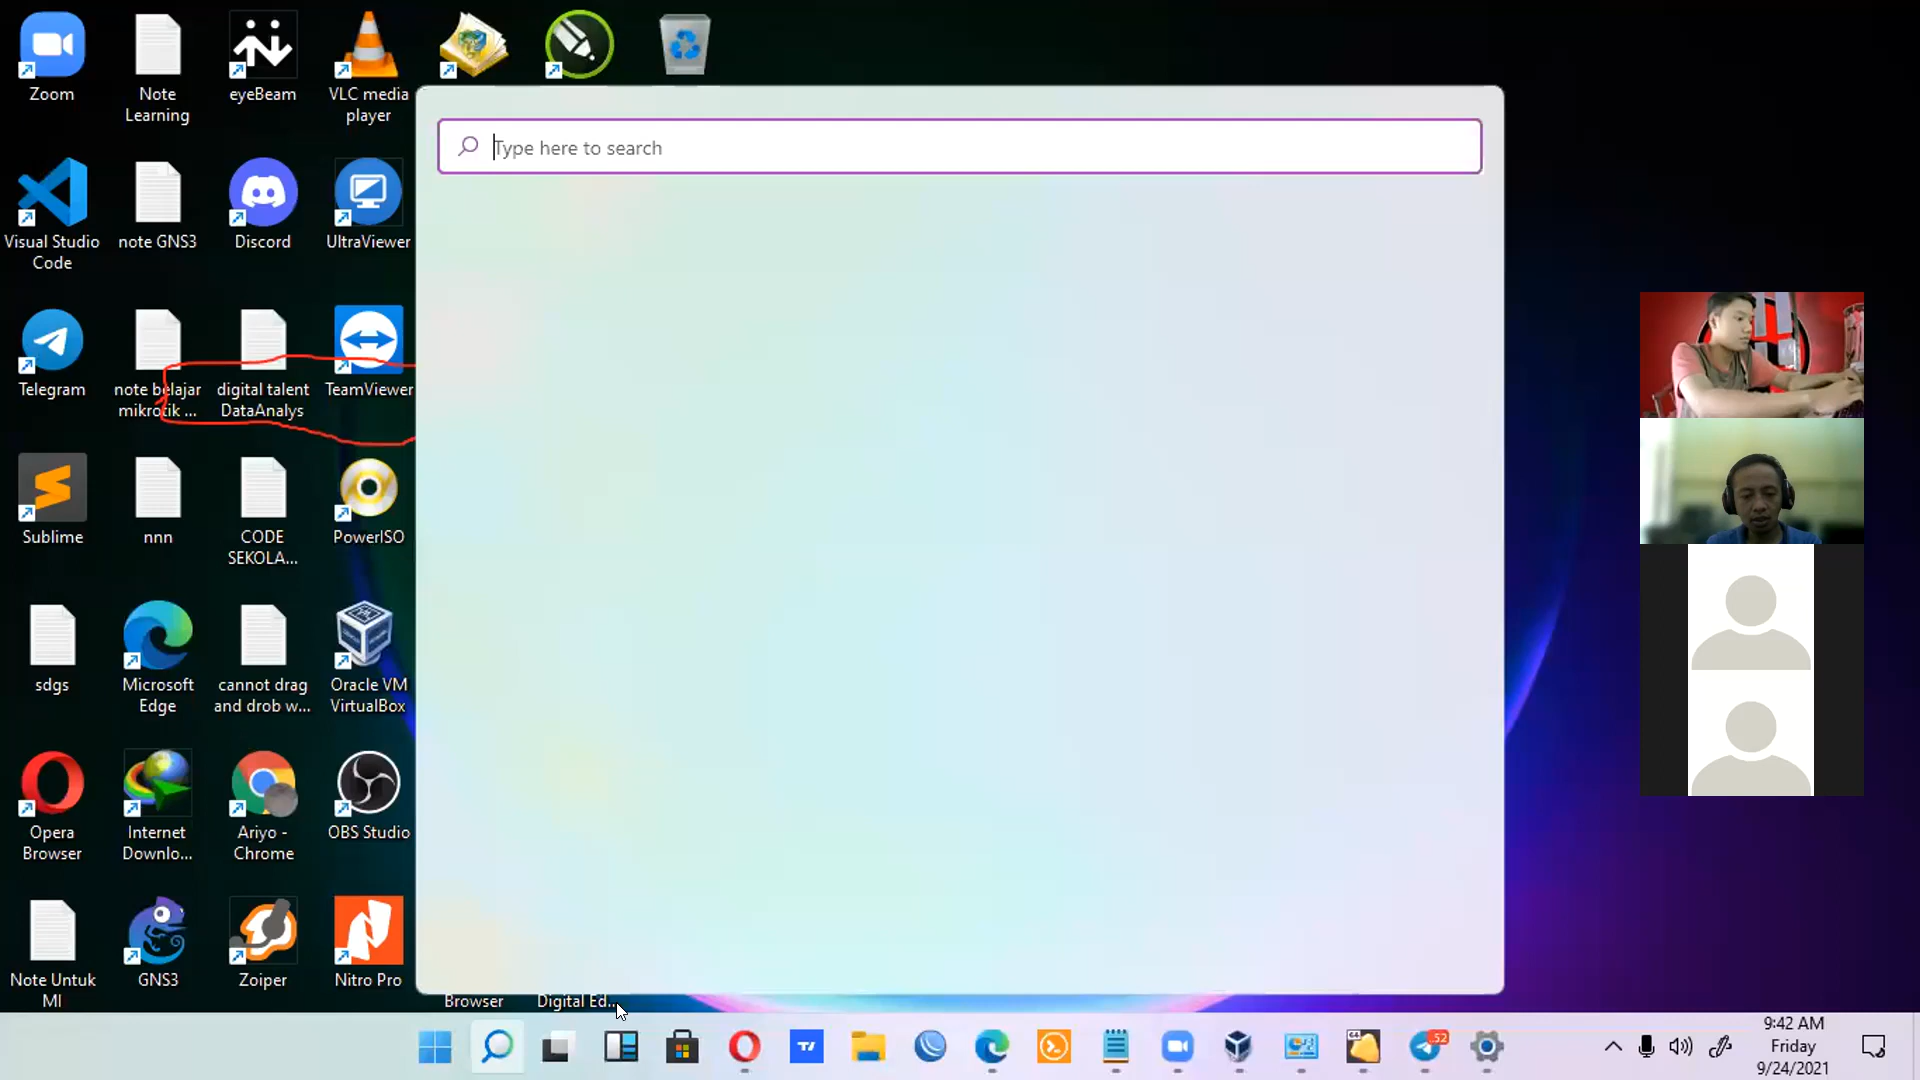 Zoom
Note
Learning
eyeBeam
VLC media
player
Type here to search
Visual Studio
Code
note GNS3
Discord
UltraViewer
Telegram
note belajar
mikrotik ...
digital talent
DataAnalys
TeamViewer
Sublime
nnn
CODE
SEKOLA...
PowerISO
sdgs
Microsoft
Edge
cannot drag
and drob w...
Oracle VM
VirtualBox
Opera
Browser
Internet
Downlo...
Ariyo -
Chrome
OBS Studio
Note Untuk
MI
GNS3
Zoiper
Nitro Pro
Browser
Digital Ed...
64
52
9:42 AM
Friday
9/24/2021